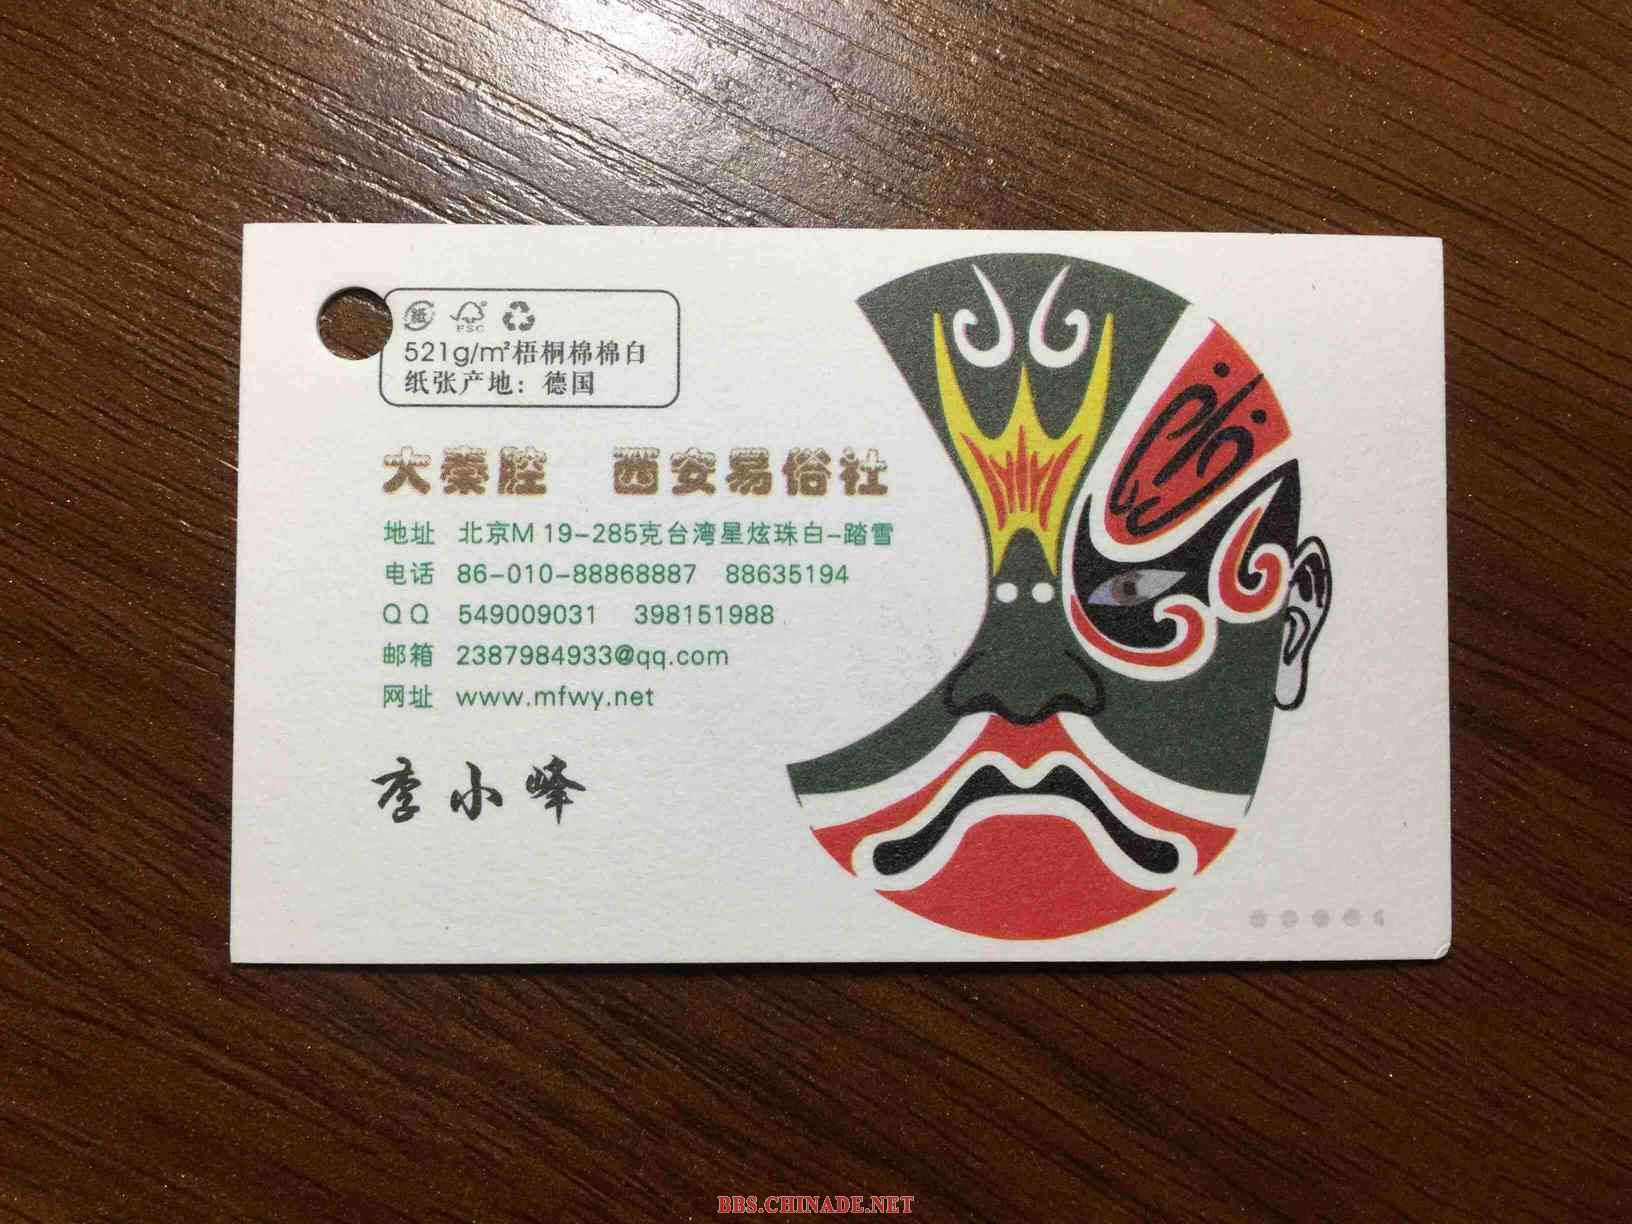 紙
FSC
521g/m²梧桐棉棉白
纸张产地：德国
大秦腔 西安易俗社
地址 北京M 19-285克台湾星炫珠白-踏雪
电话 86-010-88868887 88635194
QQ 549009031 398151988
邮箱 2387984933@qq.com
网址 www.mfwy.net
李小峰
BBS.CHINADE.NET